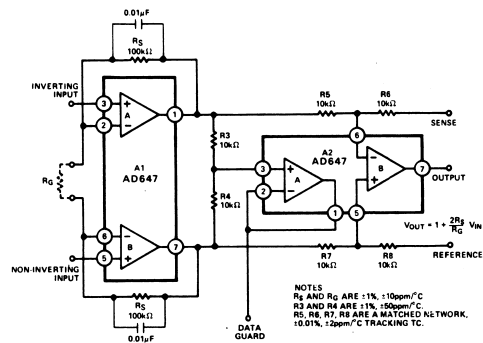 0.01µF
RS
100kΩ
INVERTING
INPUT
3
+
A
2
–
1
R5
10kΩ
R6
10kΩ
SENSE
R3
10kΩ
6
A2
AD647
RG
A1
AD647
3
+
A
2
–
–
B
+
7
OUTPUT
R4
10kΩ
1
5
VOUT = 1 + 2RS/RG VIN
6
–
B
5
+
7
NON-INVERTING
INPUT
R7
10kΩ
R8
10kΩ
REFERENCE
RS
100kΩ
0.01µF
DATA
GUARD
NOTES
RS AND RG ARE ±1%, ±10ppm/°C
R3 AND R4 ARE ±1%, ±50ppm/°C.
R5, R6, R7, R8 ARE A MATCHED NETWORK,
±0.01%, ±2ppm/°C TRACKING TC.